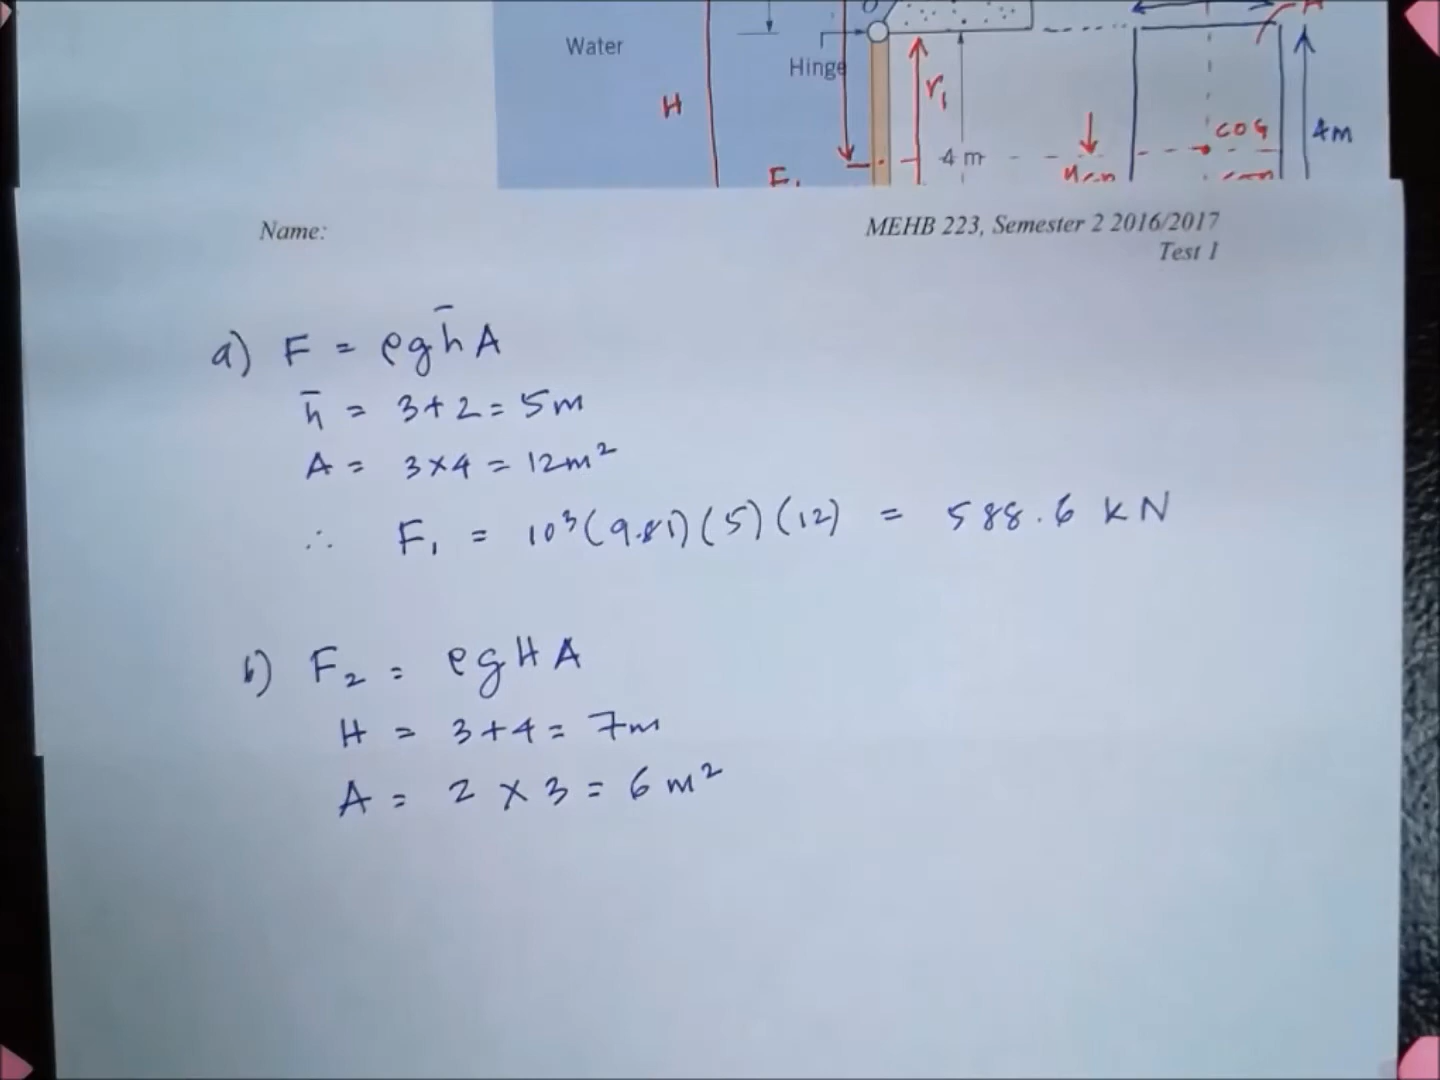 Water
Hinge
H
r₁
4 m
COG
4m
Name:
MEHB 223, Semester 2 2016/2017
Test 1
a) F = ρgh̄A
h̄ = 3+2 = 5m
A = 3×4 = 12m²
∴ F₁ = 10³(9.81)(5)(12) = 588.6 kN
b) F₂ = ρgHA
H = 3+4 = 7m
A = 2 × 3 = 6 m²